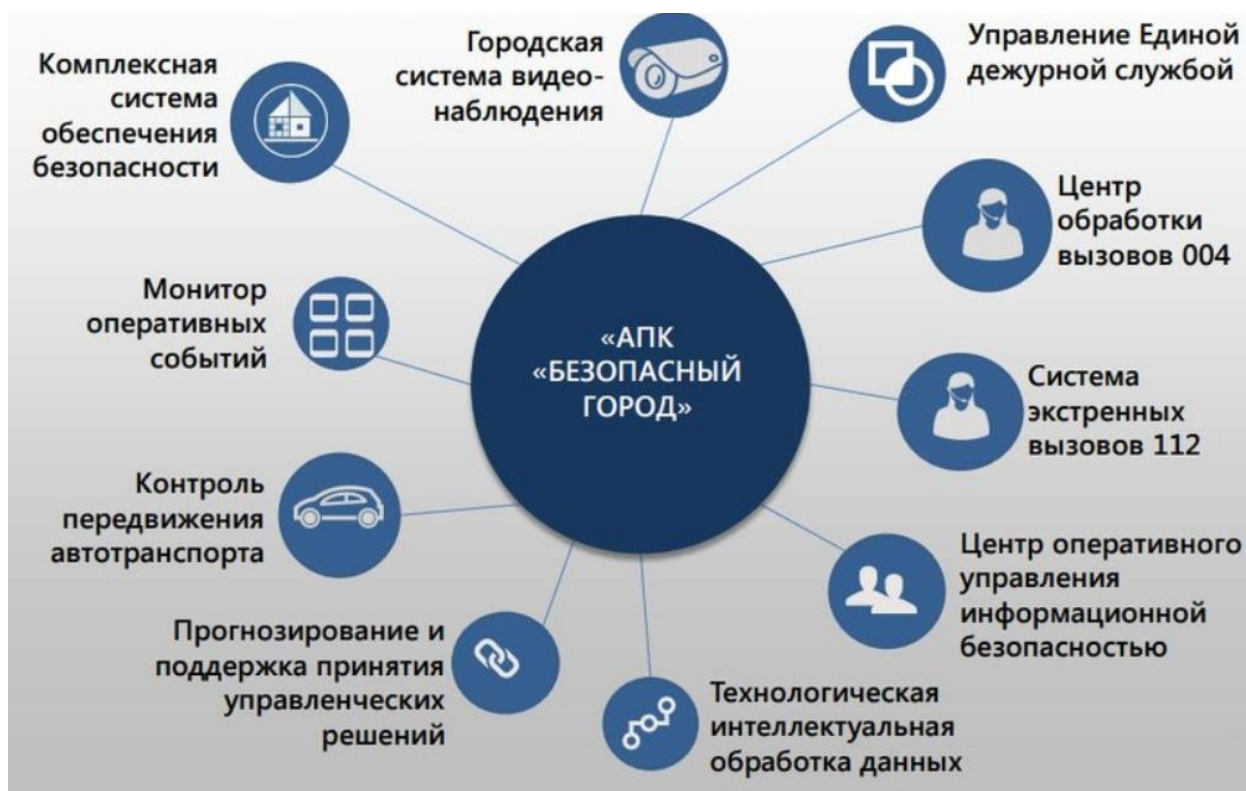 Комплексная
система
обеспечения
безопасности
Городская
система видео-
наблюдения
Управление Единой
дежурной службой
Центр
обработки
вызовов 004
Монитор
оперативных
событий
«АПК
«БЕЗОПАСНЫЙ
ГОРОД»
Система
экстренных
вызовов 112
Контроль
передвижения
автотранспорта
Центр оперативного
управления
информационной
безопасностью
Прогнозирование и
поддержка принятия
управленческих
решений
Технологическая
интеллектуальная
обработка данных